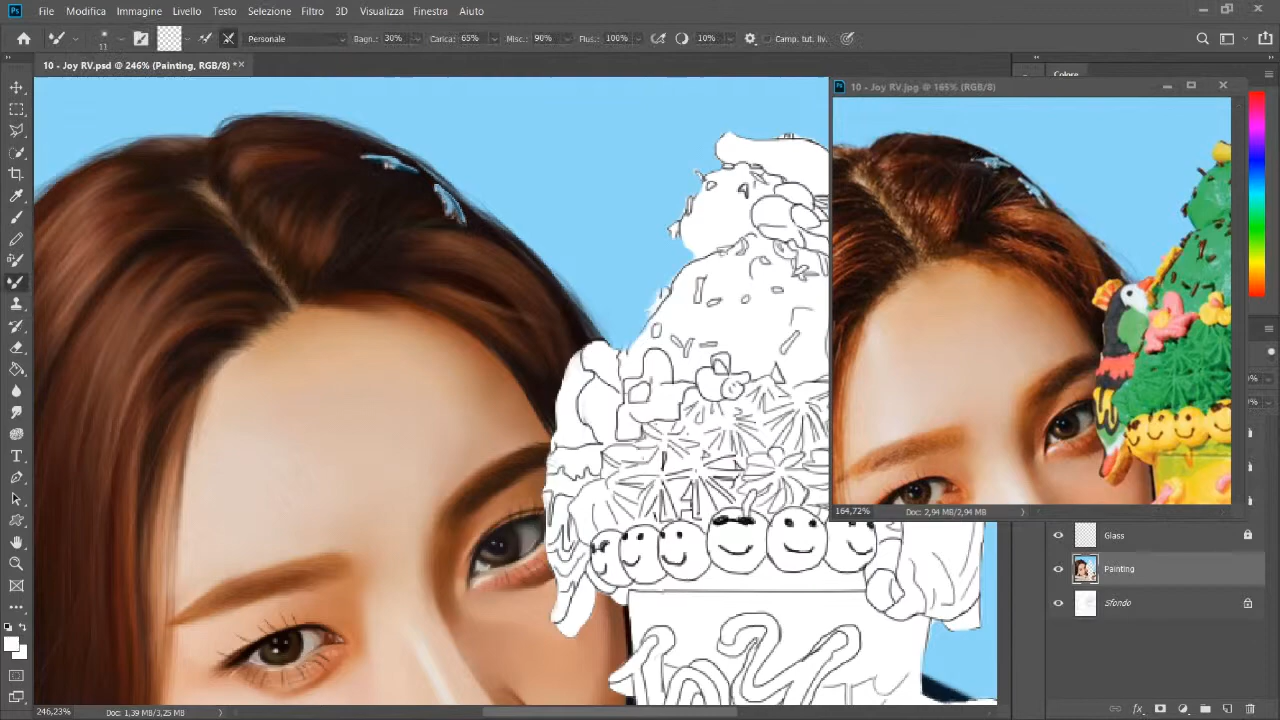 Ps File Modifica Immagine Livello Testo Selezione Filtro 3D Visualizza Finestra Aiuto
11 Personale Bagn.: 30% Carica: 65% Misc.: 90% Flus.: 100% 10% Camp. tut. liv.
10 - Joy RV.psd @ 246% (Painting, RGB/8) *
Colore
10 - Joy RV.jpg @ 165% (RGB/8)
164,72% Doc: 2,94 MB/2,94 MB
Glass
Painting
Sfondo
Joy
246,23% Doc: 1,39 MB/3,25 MB